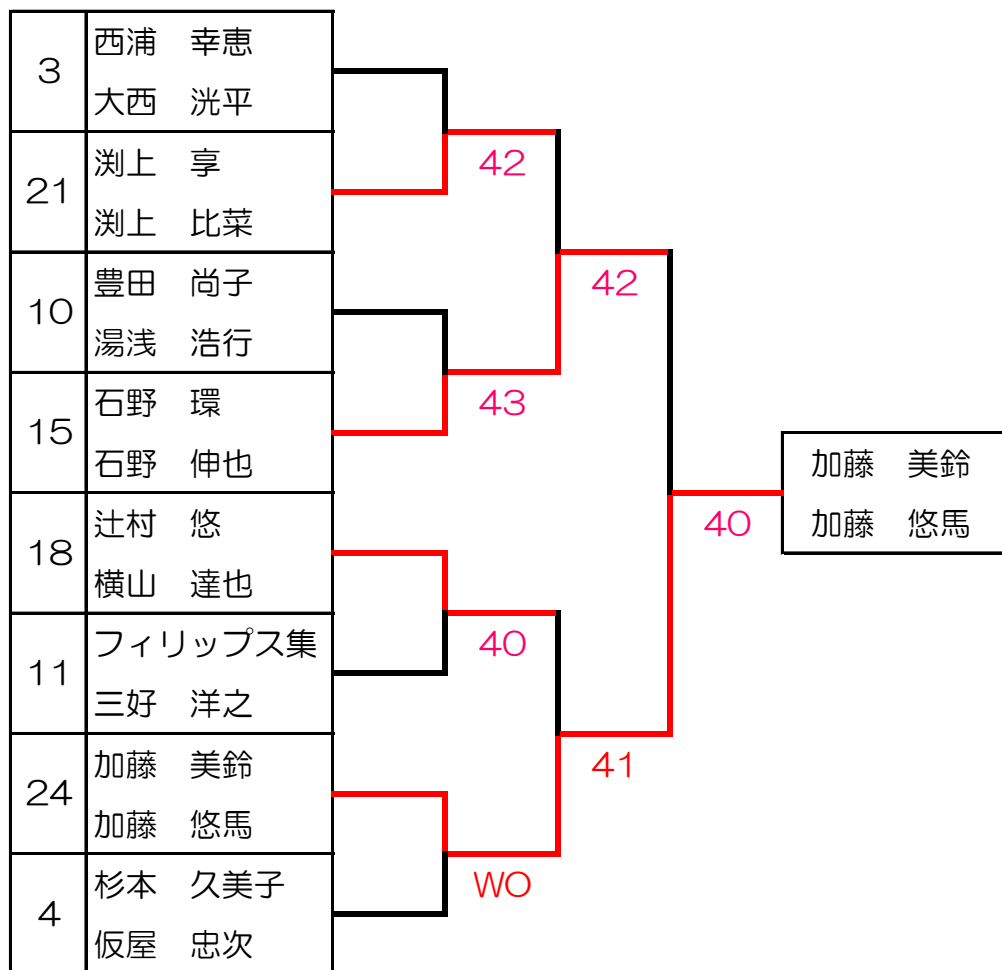 3
西浦　幸恵
大西　洸平
21
渕上　享
渕上　比菜
10
豊田　尚子
湯浅　浩行
15
石野　環
石野　伸也
18
辻村　悠
横山　達也
11
フィリップス集
三好　洋之
24
加藤　美鈴
加藤　悠馬
4
杉本　久美子
仮屋　忠次
42
43
40
WO
42
41
40
加藤　美鈴
加藤　悠馬